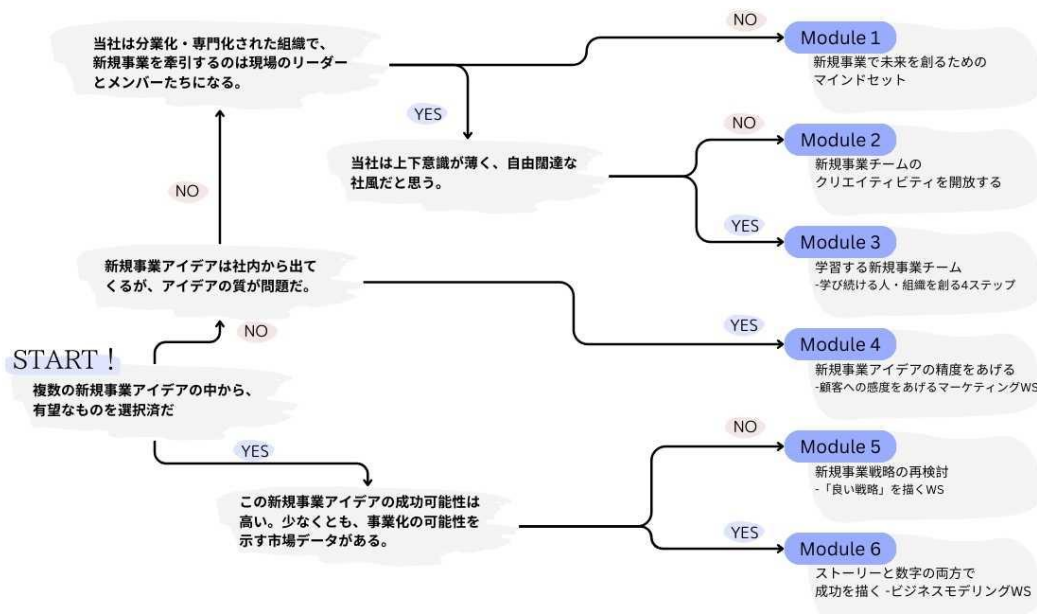 当社は分業化・専門化された組織で、
新規事業を牽引するのは現場のリーダー
とメンバーたちになる。
NO
Module 1
新規事業で未来を創るための
マインドセット
YES
当社は上下意識が薄く、自由闊達な
社風だと思う。
NO
Module 2
新規事業チームの
クリエイティビティを開放する
YES
Module 3
学習する新規事業チーム
-学び続ける人・組織を創る4ステップ
NO
新規事業アイデアは社内から出て
くるが、アイデアの質が問題だ。
YES
Module 4
新規事業アイデアの精度をあげる
-顧客への感度をあげるマーケティングWS
NO
START！
複数の新規事業アイデアの中から、
有望なものを選択済だ
YES
この新規事業アイデアの成功可能性は
高い。少なくとも、事業化の可能性を
示す市場データがある。
NO
Module 5
新規事業戦略の再検討
-「良い戦略」を描くWS
YES
Module 6
ストーリーと数字の両方で
成功を描く -ビジネスモデリングWS